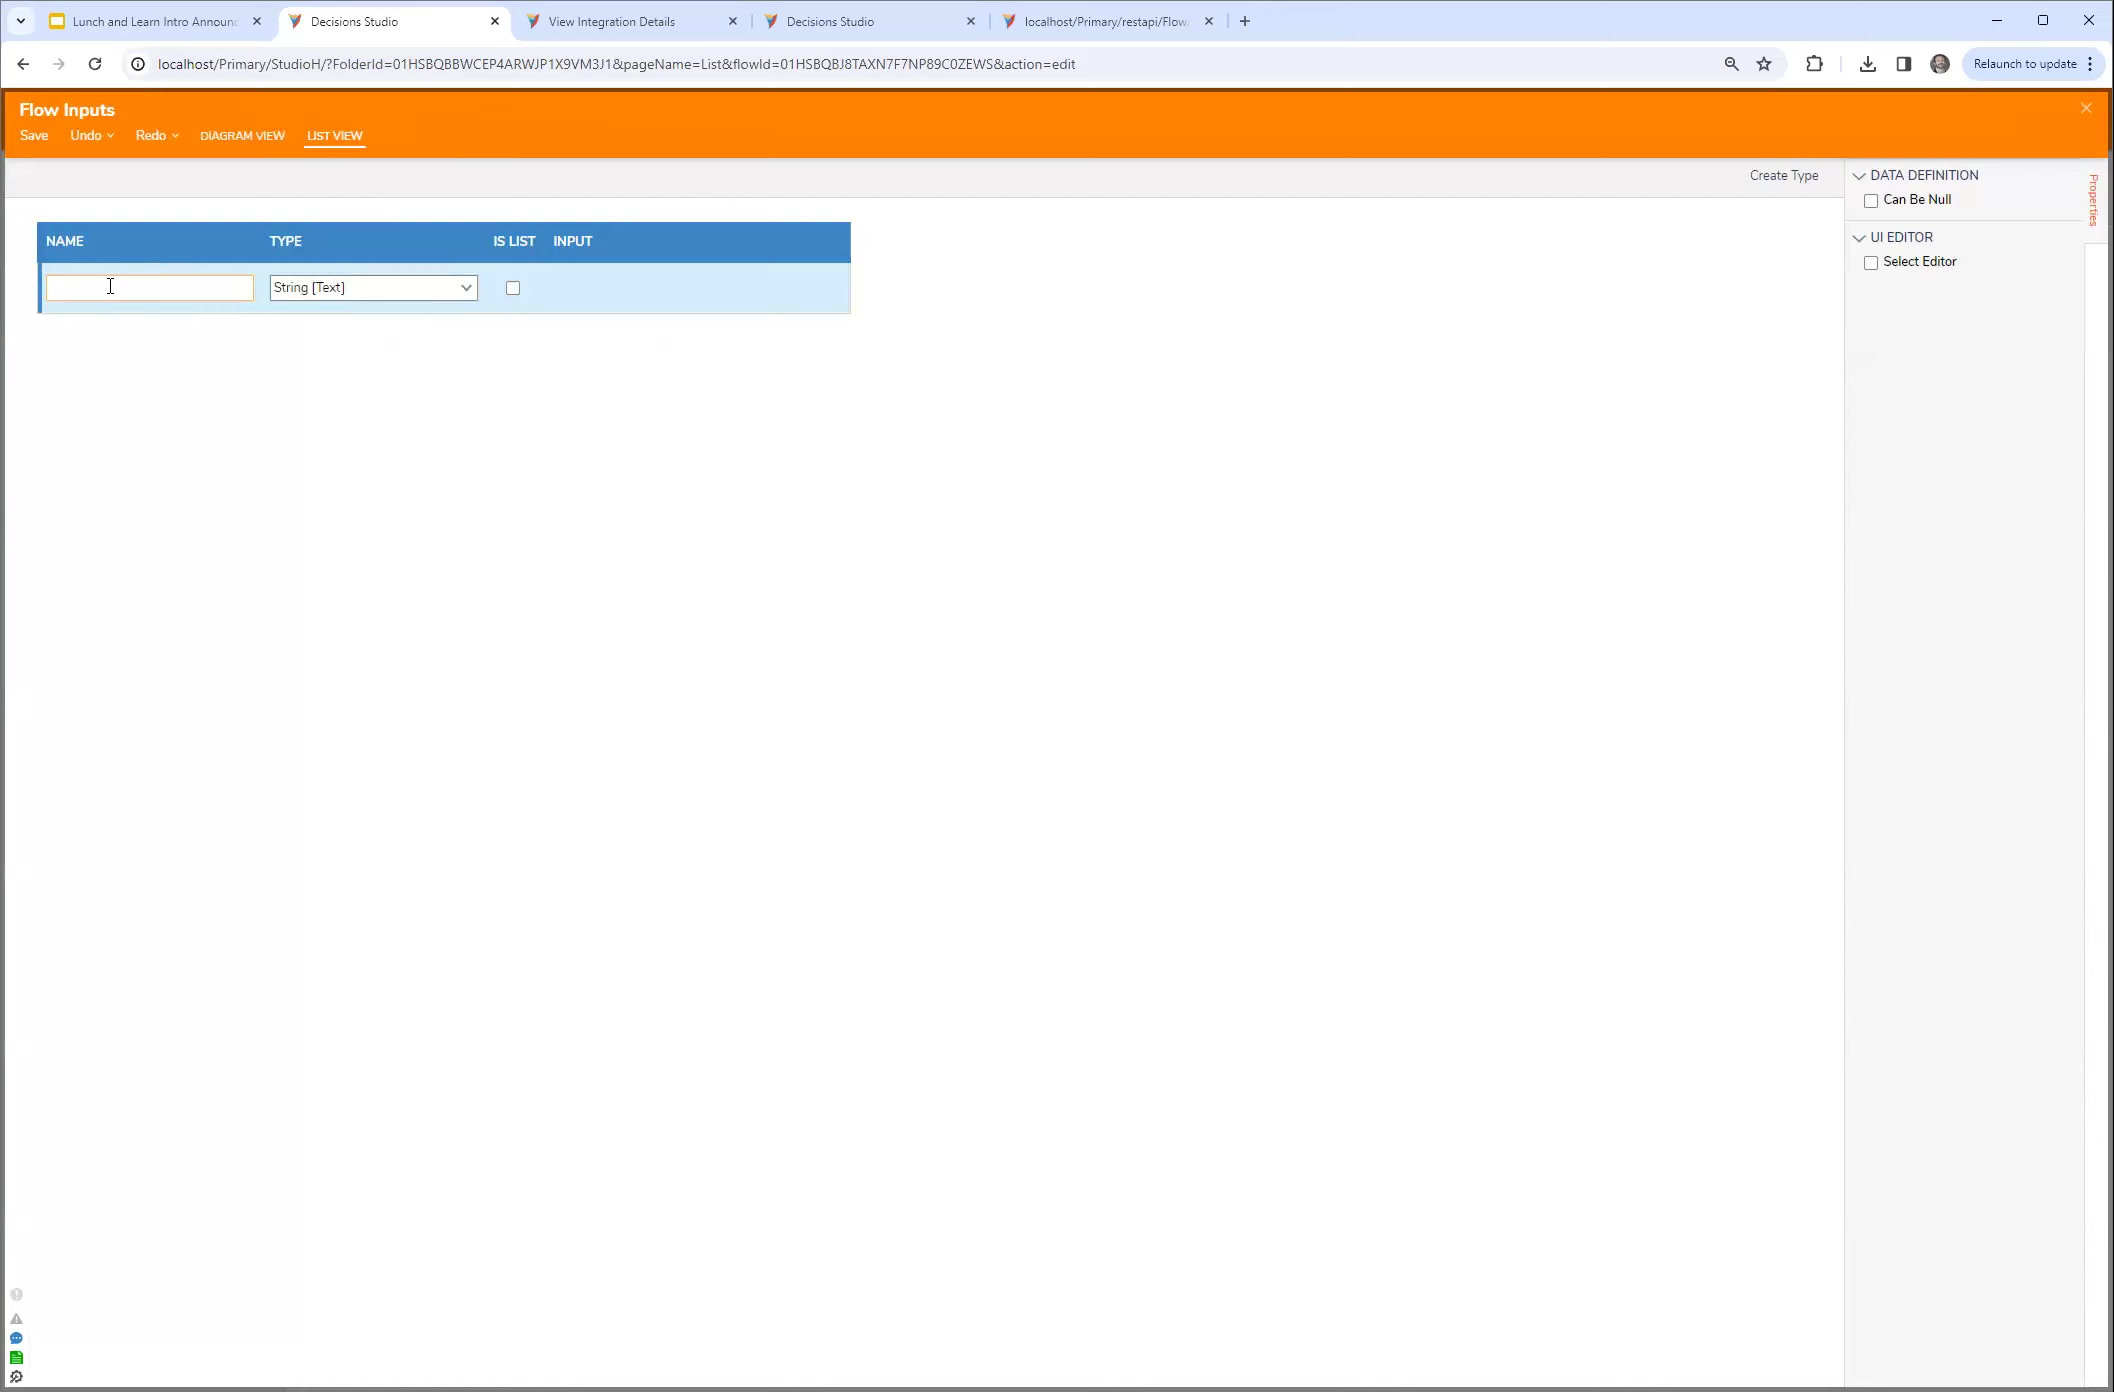 Lunch and Learn Intro Announc
Decisions Studio
View Integration Details
Decisions Studio
localhost/Primary/restapi/Flow
localhost/Primary/StudioH/?FolderId=01HSBQBBWCEP4ARWJP1X9VM3J1&pageName=List&flowId=01HSBQBJ8TAXN7F7NP89C0ZEWS&action=edit
Relaunch to update
Flow Inputs
Save
Undo
Redo
DIAGRAM VIEW
LIST VIEW
Create Type
NAME
TYPE
IS LIST
INPUT
String [Text]
DATA DEFINITION
Can Be Null
UI EDITOR
Select Editor
Properties